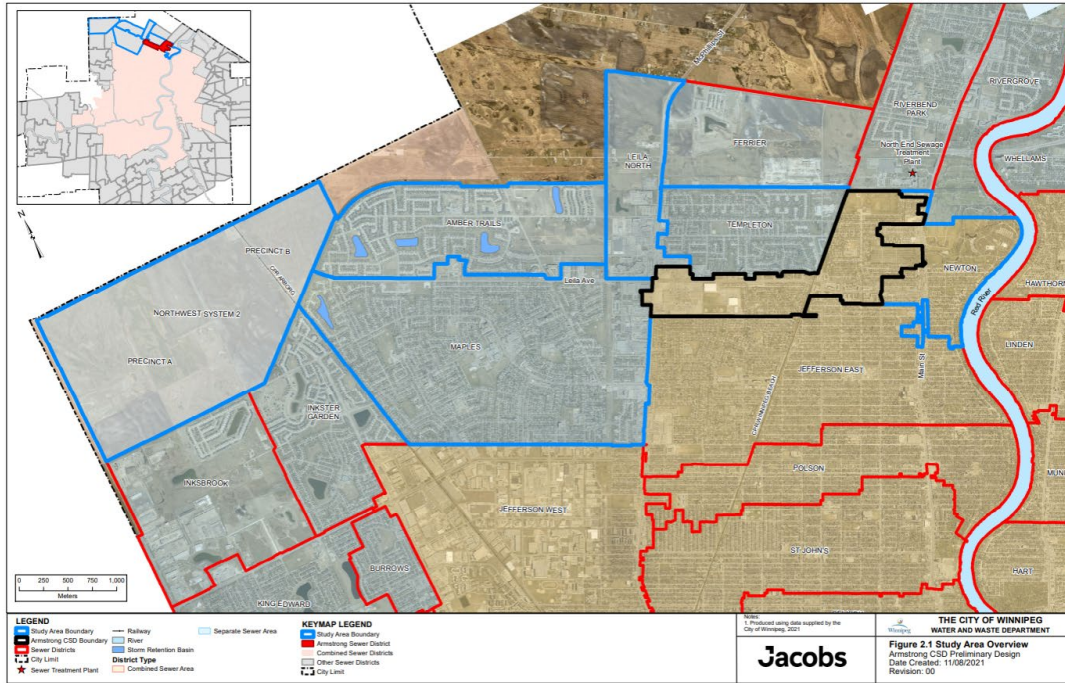 McPhillips St
RIVERGROVE
RIVERBEND
PARK
North End Sewage
Treatment
Plant
WHELLAMS
FERRIER
LEILA
NORTH
AMBER TRAILS
TEMPLETON
PRECINCT B
Leila Ave
NEWTON
HAWTHORN
Red River
NORTHWEST SYSTEM 2
PRECINCT A
MAPLES
LINDEN
JEFFERSON EAST
Main St
INKSTER
GARDEN
POLSON
INKSBROOK
JEFFERSON WEST
ST JOHN'S
BURROWS
HART
KING EDWARD
N
0 250 500 750 1,000
Meters
LEGEND
Study Area Boundary
Armstrong CSD Boundary
Sewer Districts
City Limit
Sewer Treatment Plant
Railway
River
Storm Retention Basin
District Type
Combined Sewer Area
Separate Sewer Area
KEYMAP LEGEND
Study Area Boundary
Armstrong Sewer District
Combined Sewer Districts
Other Sewer Districts
City Limit
Notes:
1. Produced using data supplied by the
City of Winnipeg, 2021
Jacobs
Winnipeg
THE CITY OF WINNIPEG
WATER AND WASTE DEPARTMENT
Figure 2.1 Study Area Overview
Armstrong CSD Preliminary Design
Date Created: 11/08/2021
Revision: 00